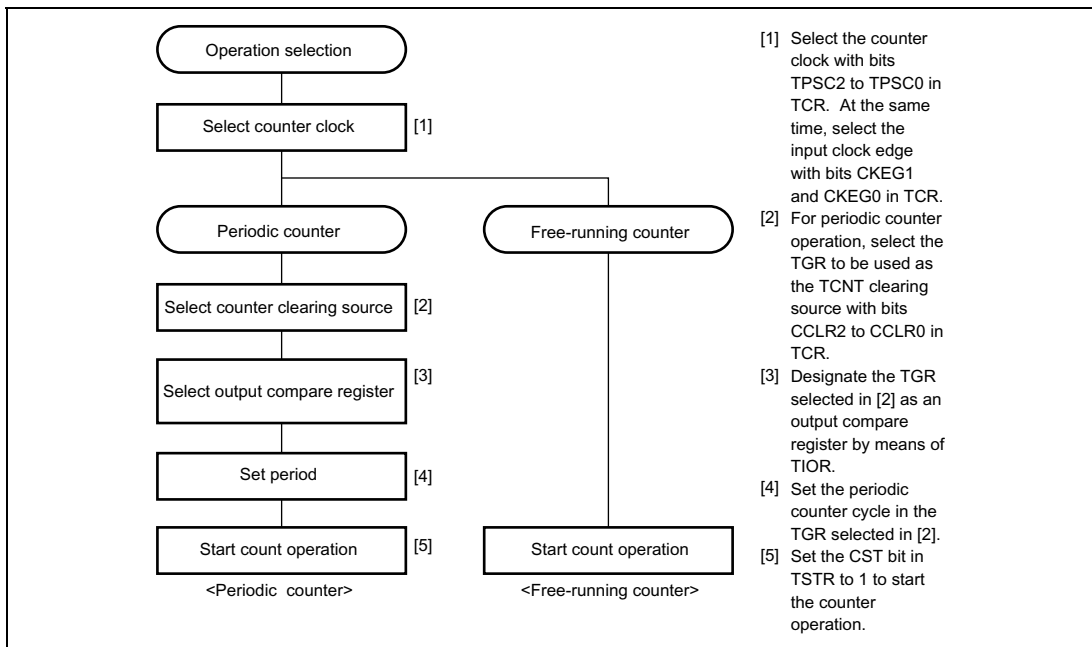 Operation selection
Select counter clock
[1]
Periodic counter
Free-running counter
Select counter clearing source
[2]
Select output compare register
[3]
Set period
[4]
Start count operation
[5]
Start count operation
<Periodic counter>
<Free-running counter>
[1] Select the counter
clock with bits
TPSC2 to TPSC0 in
TCR. At the same
time, select the
input clock edge
with bits CKEG1
and CKEG0 in TCR.
[2] For periodic counter
operation, select the
TGR to be used as
the TCNT clearing
source with bits
CCLR2 to CCLR0 in
TCR.
[3] Designate the TGR
selected in [2] as an
output compare
register by means of
TIOR.
[4] Set the periodic
counter cycle in the
TGR selected in [2].
[5] Set the CST bit in
TSTR to 1 to start
the counter
operation.